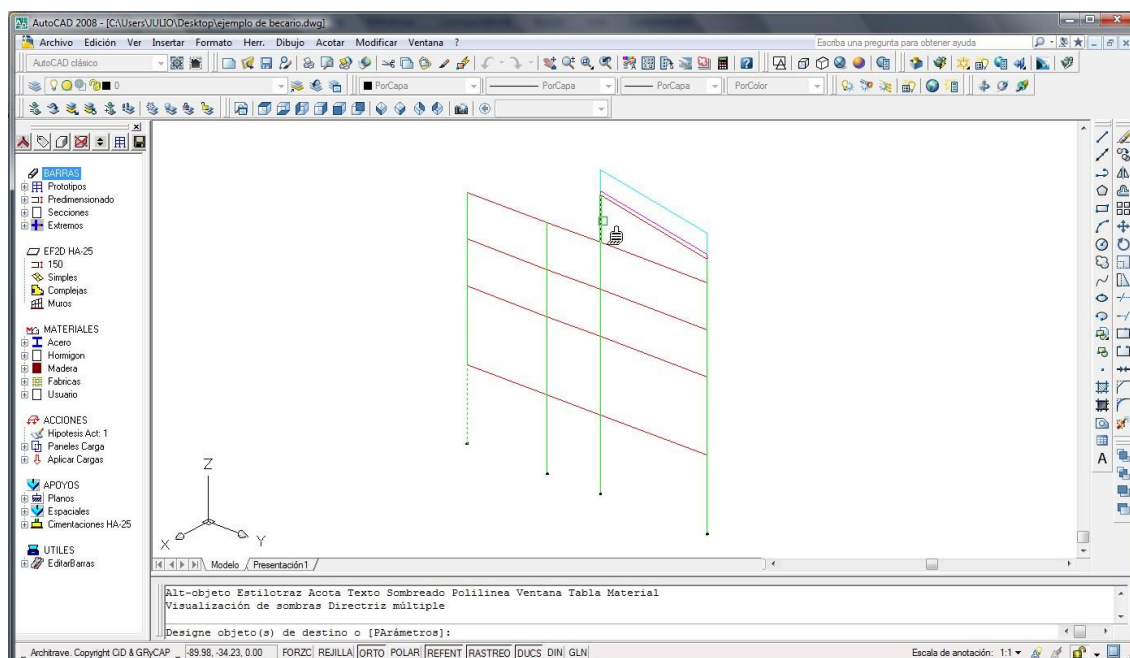 AutoCAD 2008 - [C:\Users\JULIO\Desktop\ejemplo de becario.dwg]
Archivo Edición Ver Insertar Formato Herr. Dibujo Acotar Modificar Ventana ?
Escriba una pregunta para obtener ayuda
AutoCAD clásico
0 PorCapa PorCapa PorCapa PorColor
BARRAS
Prototipos
Predimensionado
Secciones
Extremos
EF2D HA-25
150
Simples
Complejas
Muros
MATERIALES
Acero
Hormigon
Madera
Fabricas
Usuario
ACCIONES
Hipotesis Act: 1
Paneles Carga
Aplicar Cargas
APOYOS
Planos
Espaciales
Cimentaciones HA-25
UTILES
EditarBarras
Z
X
Y
A
Modelo Presentación1
Alt-objeto Estilotraz Acota Texto Sombreado Polilinea Ventana Tabla Material
Visualización de sombras Directriz múltiple
Designe objeto(s) de destino o [PArámetros]:
_ Architrave. Copyright CiD & GRyCAP _ -89.98, -34.23, 0.00 FORZC REJILLA ORTO POLAR REFENT RASTREO DUCS DIN GLN Escala de anotación: 1:1